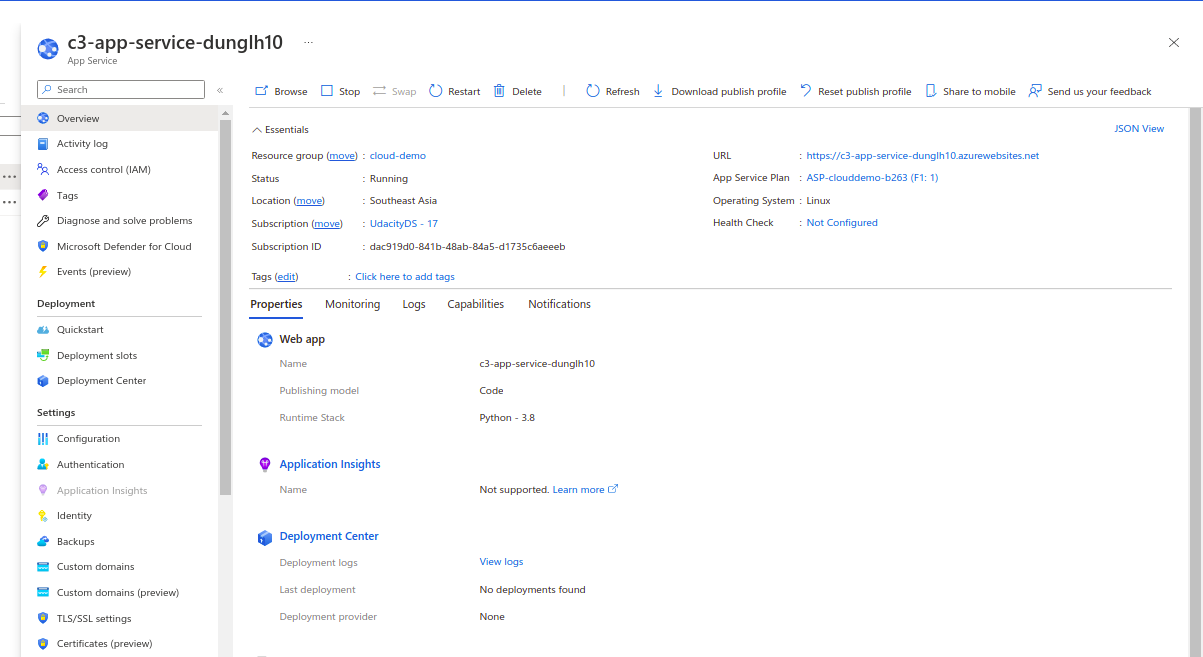 c3-app-service-dunglh10 ...
App Service
Search «
Browse Stop Swap Restart Delete Refresh Download publish profile Reset publish profile Share to mobile Send us your feedback
Overview
Activity log
Access control (IAM)
Tags
Diagnose and solve problems
Microsoft Defender for Cloud
Events (preview)
Deployment
Quickstart
Deployment slots
Deployment Center
Settings
Configuration
Authentication
Application Insights
Identity
Backups
Custom domains
Custom domains (preview)
TLS/SSL settings
Certificates (preview)
Essentials JSON View
Resource group (move) : cloud-demo
Status : Running
Location (move) : Southeast Asia
Subscription (move) : UdacityDS - 17
Subscription ID : dac919d0-841b-48ab-84a5-d1735c6aeeeb
URL : https://c3-app-service-dunglh10.azurewebsites.net
App Service Plan : ASP-clouddemo-b263 (F1: 1)
Operating System : Linux
Health Check : Not Configured
Tags (edit) : Click here to add tags
Properties Monitoring Logs Capabilities Notifications
Web app
Name c3-app-service-dunglh10
Publishing model Code
Runtime Stack Python - 3.8
Application Insights
Name Not supported. Learn more
Deployment Center
Deployment logs View logs
Last deployment No deployments found
Deployment provider None